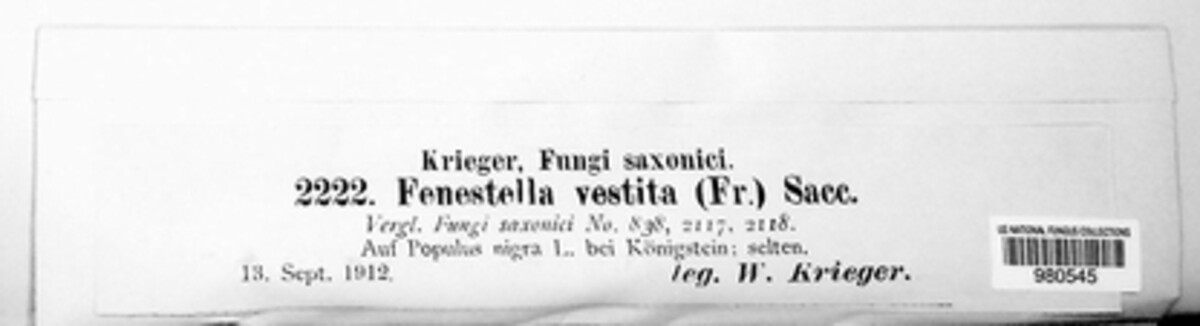 Krieger, Fungi saxonici.
2222. Fenestella vestita (Fr.) Sacc.
Vergl. Fungi saxonici No. 838, 2117, 2118.
Auf Populus nigra L. bei Königstein; selten.
13. Sept. 1912. leg. W. Krieger.
US NATIONAL FUNGUS COLLECTIONS
980545